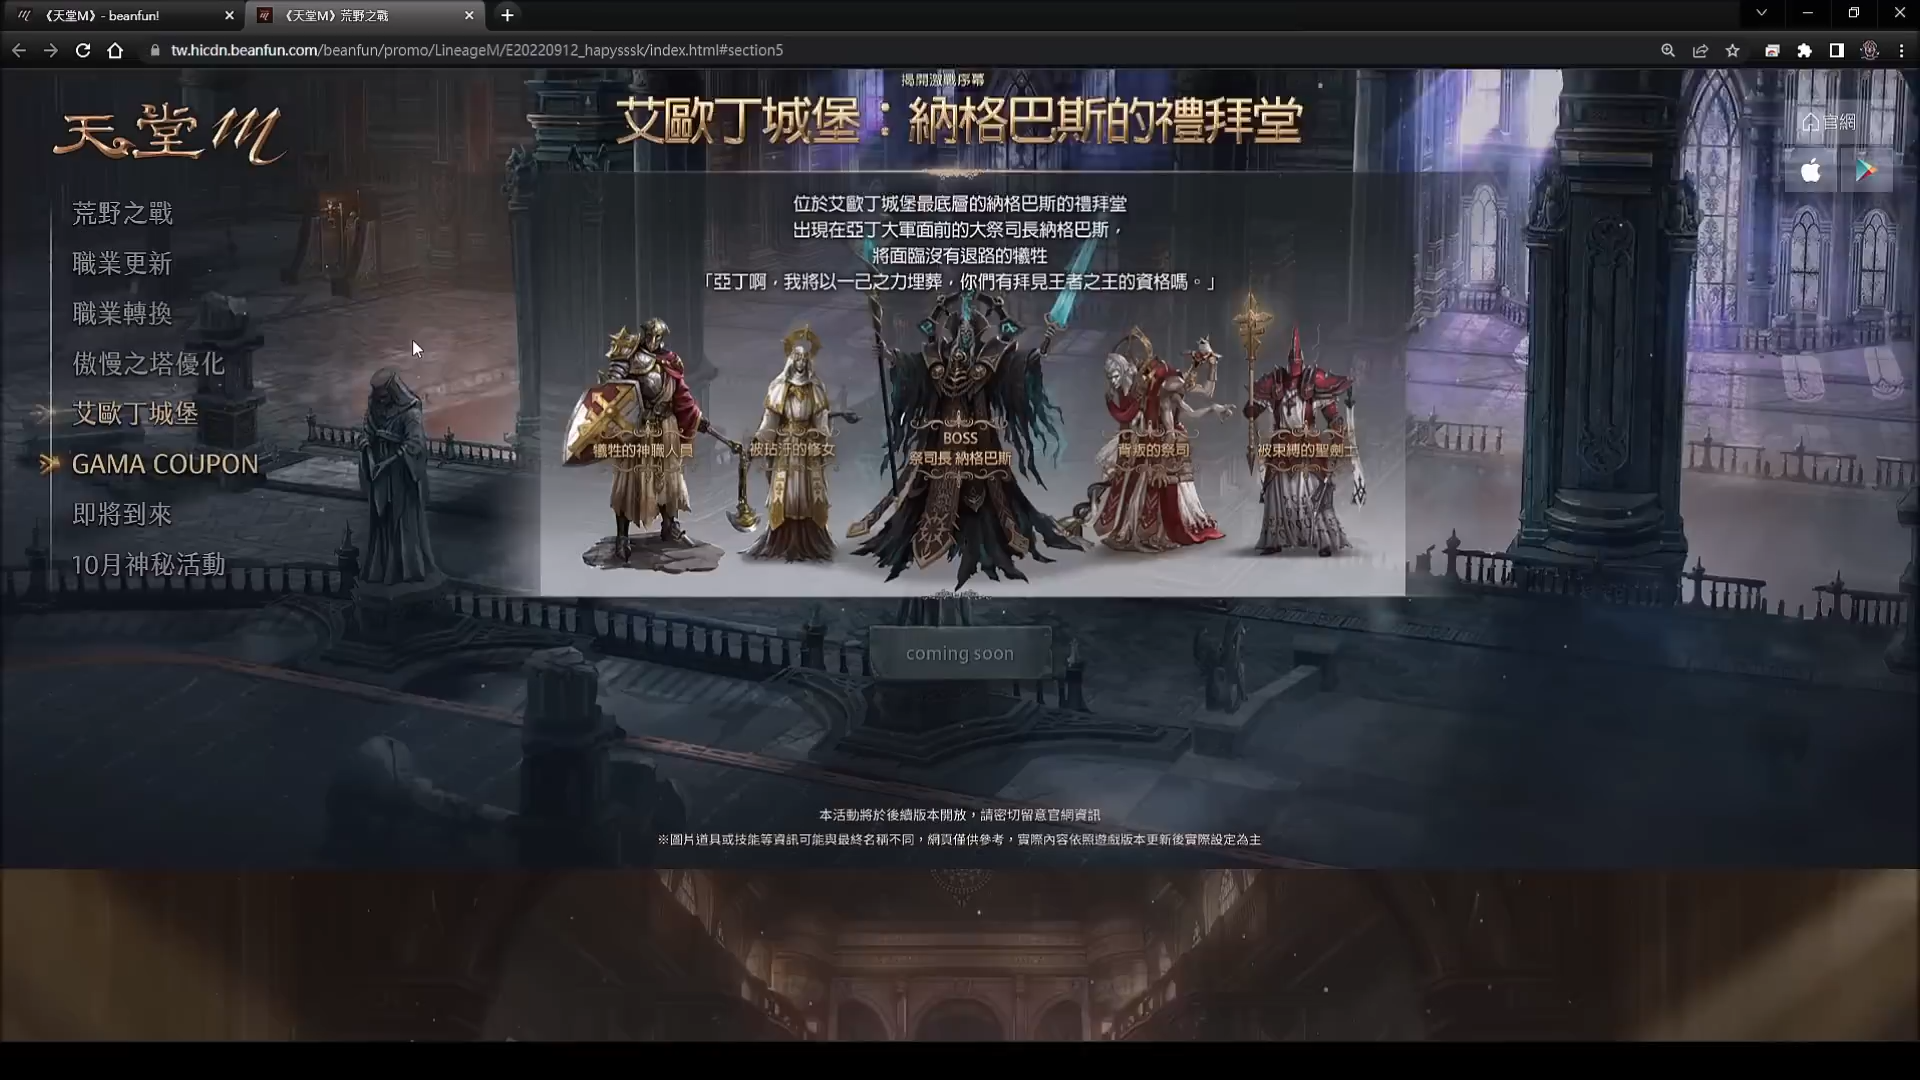 《天堂M》 - beanfun!
《天堂M》荒野之戰
tw.hicdn.beanfun.com/beanfun/promo/LineageM/E20220912_hapysssk/index.html#section5
天堂M
荒野之戰
職業更新
職業轉換
傲慢之塔優化
艾歐丁城堡
GAMA COUPON
即將到來
10月神秘活動
揭開激戰序幕
艾歐丁城堡：納格巴斯的禮拜堂
位於艾歐丁城堡最底層的納格巴斯的禮拜堂
出現在亞丁大軍面前的大祭司長納格巴斯，
將面臨沒有退路的犧牲
「亞丁啊，我將以一己之力埋葬，你們有拜見王者之王的資格嗎。」
犧牲的神職人員
被玷污的修女
BOSS
祭司長 納格巴斯
背叛的祭司
被束縛的聖劍士
coming soon
本活動將於後續版本開放，請密切留意官網資訊
※圖片道具或技能等資訊可能與最終名稱不同，網頁僅供參考，實際內容依照遊戲版本更新後實際設定為主
官網